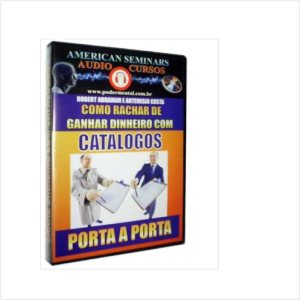 AMERICAN SEMINARS
AUDIO CURSOS
www.podermental.com.br
ROBERT ABRAHAM E ARTEMISIO COSTA
COMO RACHAR DE
GANHAR DINHEIRO COM
CATALOGOS
PORTA A PORTA